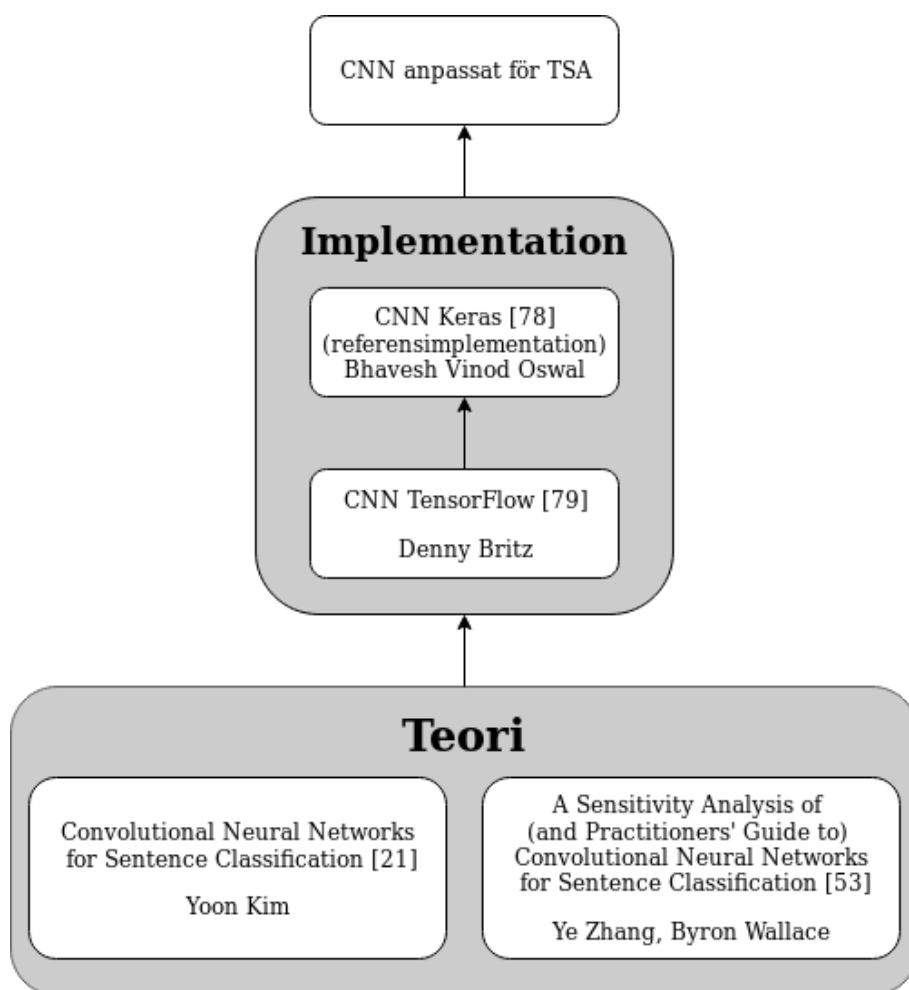 CNN anpassat för TSA
Implementation
CNN Keras [78]
(referensimplementation)
Bhavesh Vinod Oswal
CNN TensorFlow [79]
Denny Britz
Teori
Convolutional Neural Networks
for Sentence Classification [21]
Yoon Kim
A Sensitivity Analysis of
(and Practitioners' Guide to)
Convolutional Neural Networks
for Sentence Classification [53]
Ye Zhang, Byron Wallace